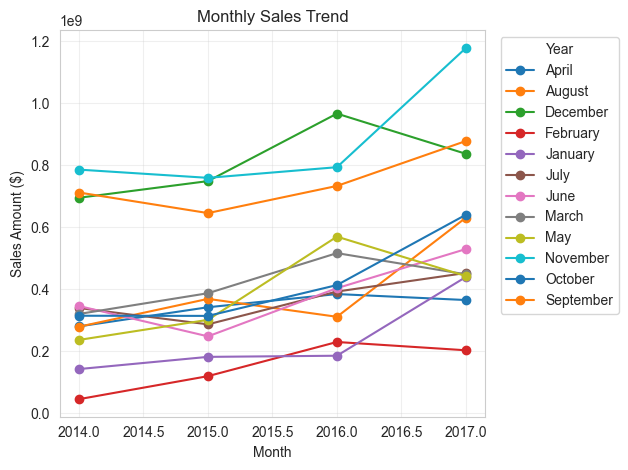 Monthly Sales Trend
1e9
1.2
1.0
0.8
0.6
0.4
0.2
0.0
Sales Amount ($)
2014.0 2014.5 2015.0 2015.5 2016.0 2016.5 2017.0
Month
Year
April
August
December
February
January
July
June
March
May
November
October
September